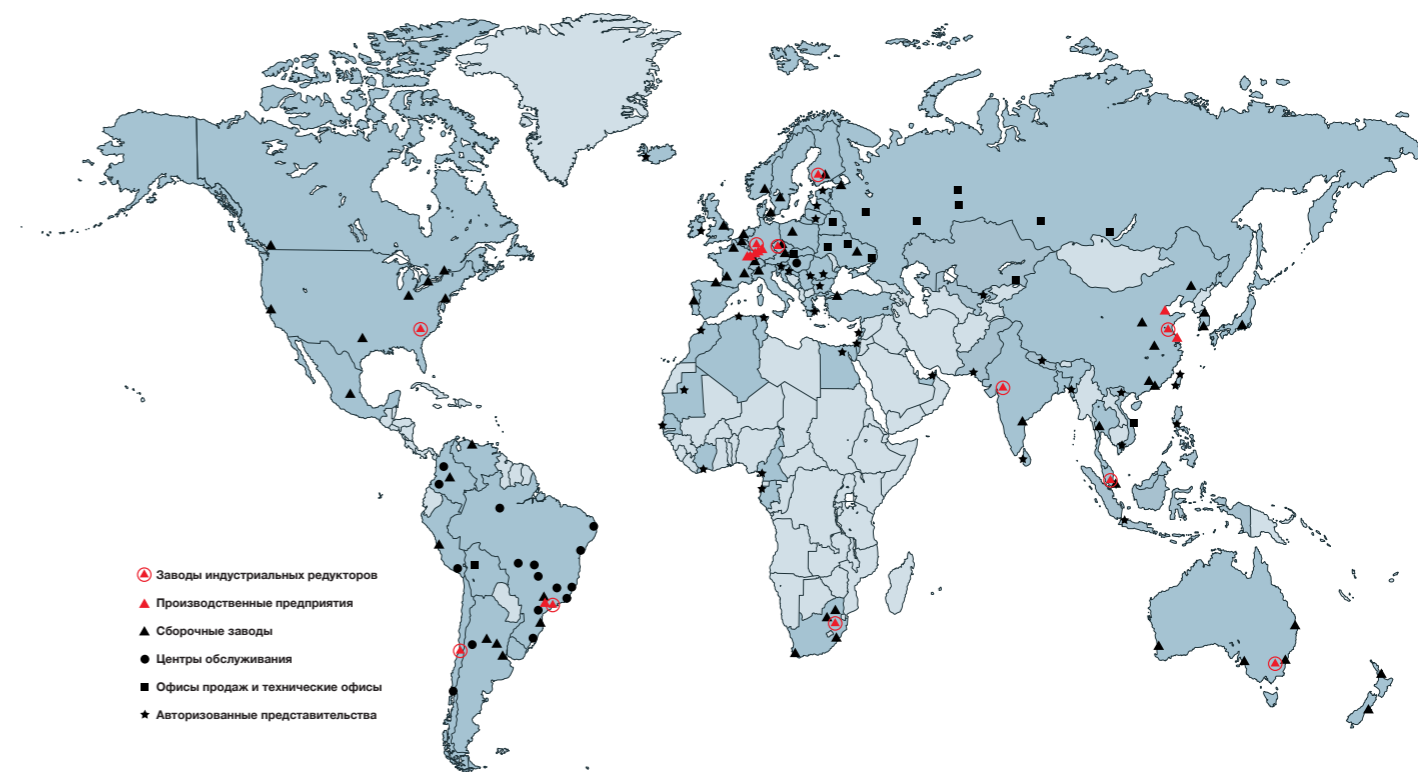 Заводы индустриальных редукторов
Производственные предприятия
Сборочные заводы
Центры обслуживания
Офисы продаж и технические офисы
Авторизованные представительства